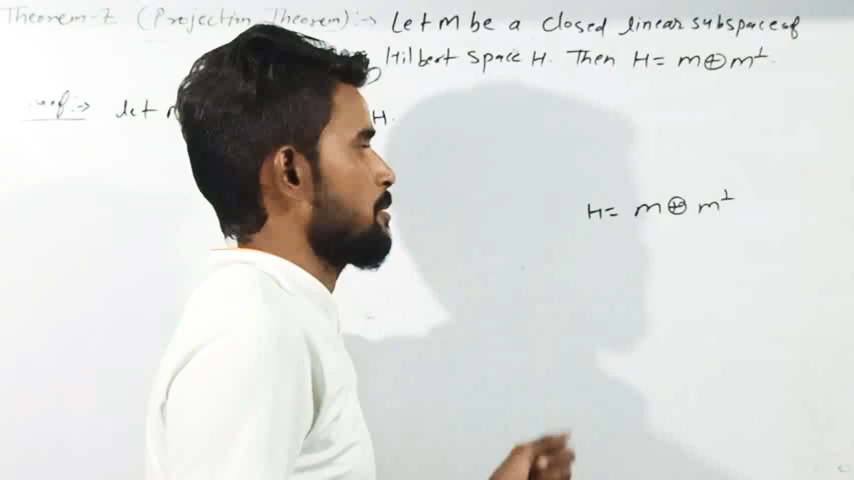 Theorem-7 (Projection Theorem):→ Let M be a closed linear subspace of
Hilbert Space H. Then H= M⊕M⊥.
Proof:→ let H.
H= M⊕M⊥